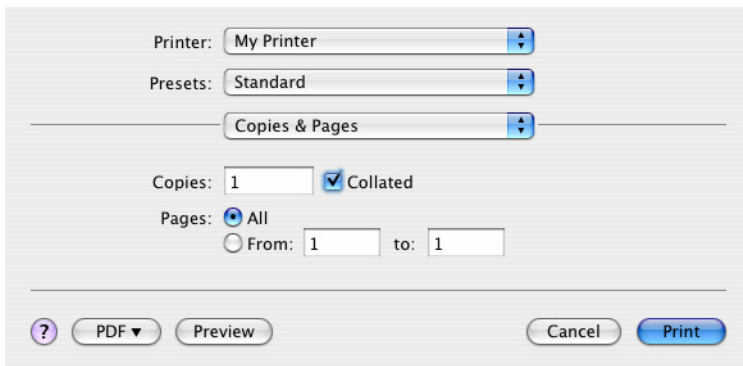 Printer: My Printer
Presets: Standard
Copies & Pages
Copies: 1 Collated
Pages: All
From: 1 to: 1
? PDF ▼ Preview Cancel Print